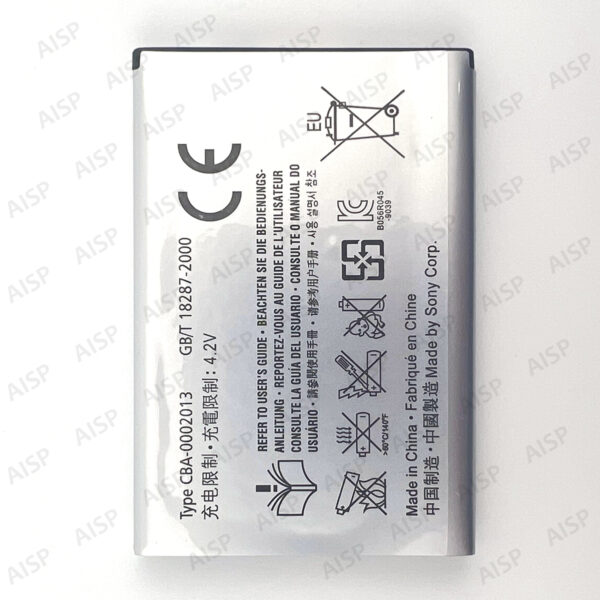 Type CBA-0002013 GB/T 18287-2000
充电限制 · 充電限制 : 4.2V
CE
REFER TO USER'S GUIDE · BEACHTEN SIE DIE BEDIENUNGS-
ANLEITUNG · REPORTEZ-VOUS AU GUIDE DE L'UTILISATEUR
CONSULTE LA GUÍA DEL USUARIO · CONSULTE O MANUAL DO
USUÁRIO · 請參閱使用手冊 · 请参考用户手册 · 사용 설명서 참조
EU
>60°C/140°F
B056R045
-9039
Made in China · Fabriqué en Chine
中国制造 · 中國製造 Made by Sony Corp.
AISP